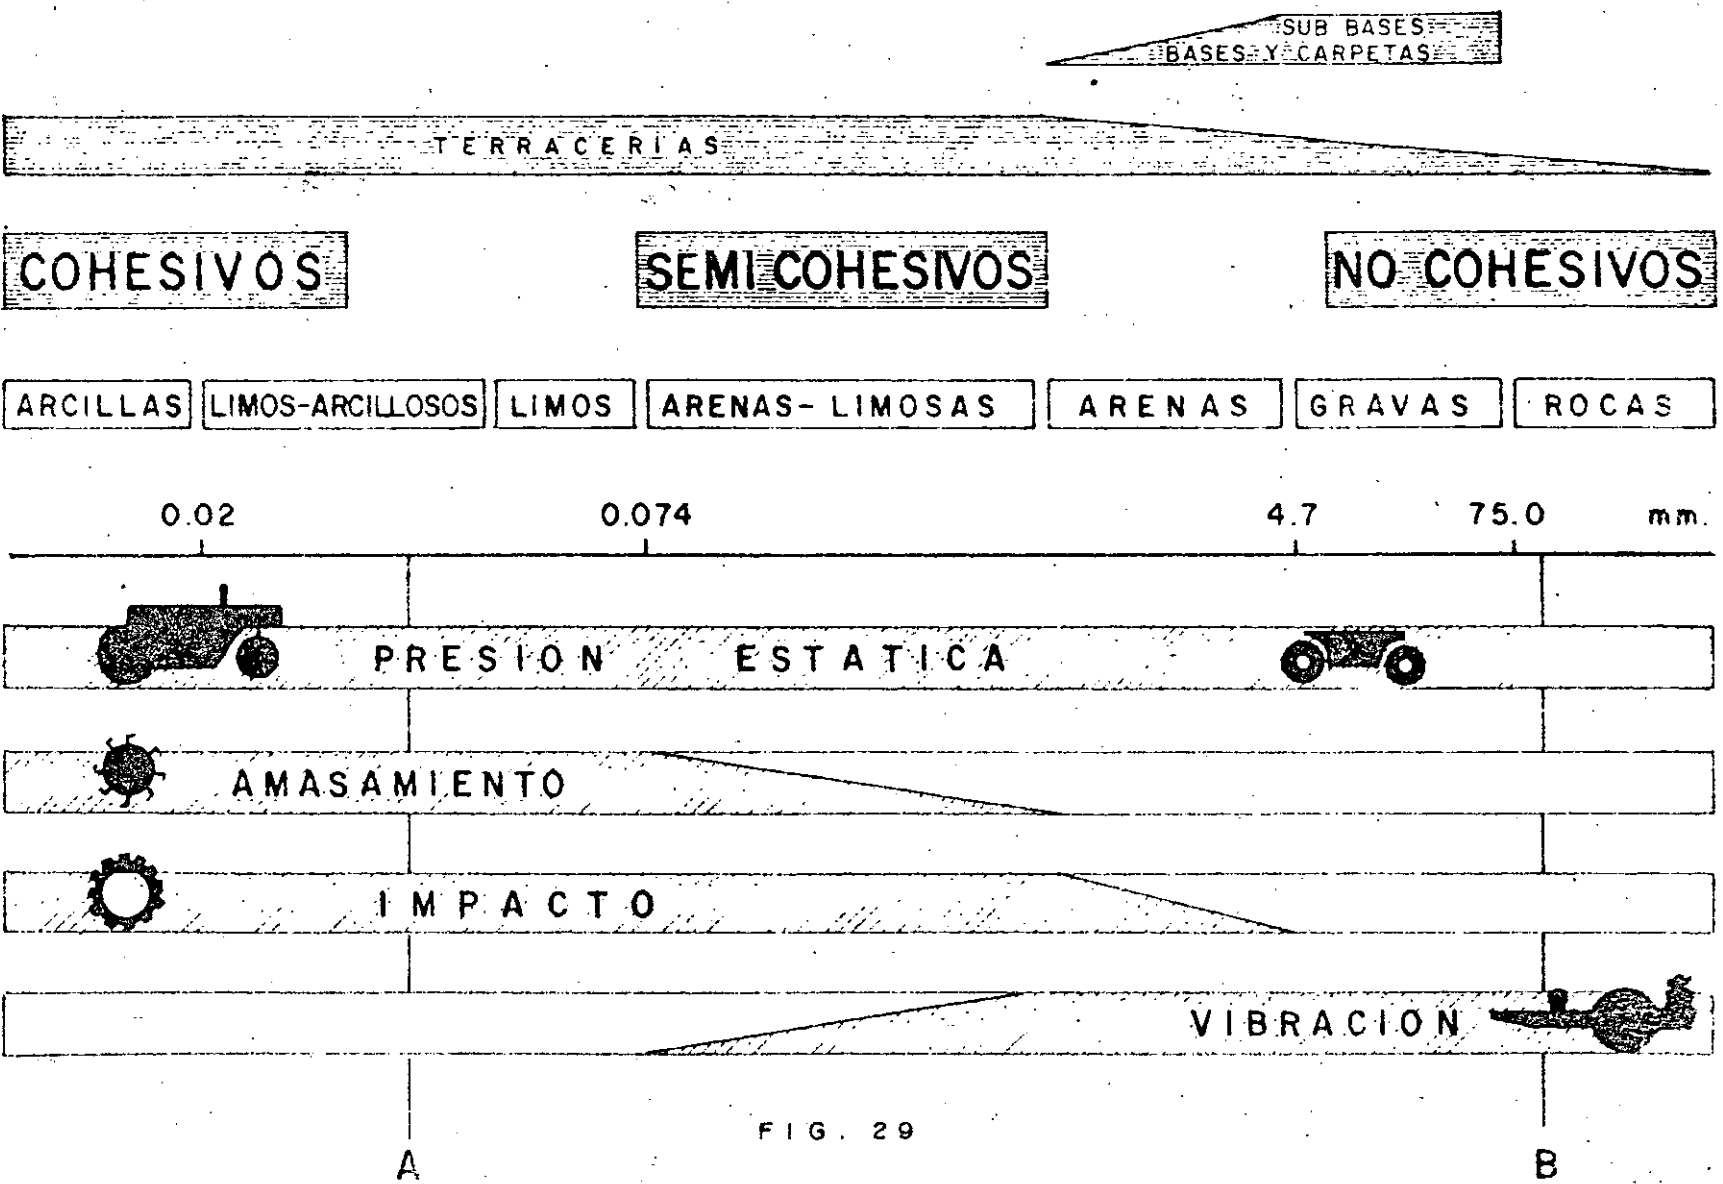 SUB BASES
BASES Y CARPETAS
TERRACERIAS
COHESIVOS SEMI COHESIVOS NO COHESIVOS
ARCILLAS LIMOS-ARCILLOSOS LIMOS ARENAS-LIMOSAS ARENAS GRAVAS ROCAS
0.02 0.074 4.7 75.0 mm.
PRESION ESTATICA
AMASAMIENTO
IMPACTO
VIBRACION
FIG. 29
A B